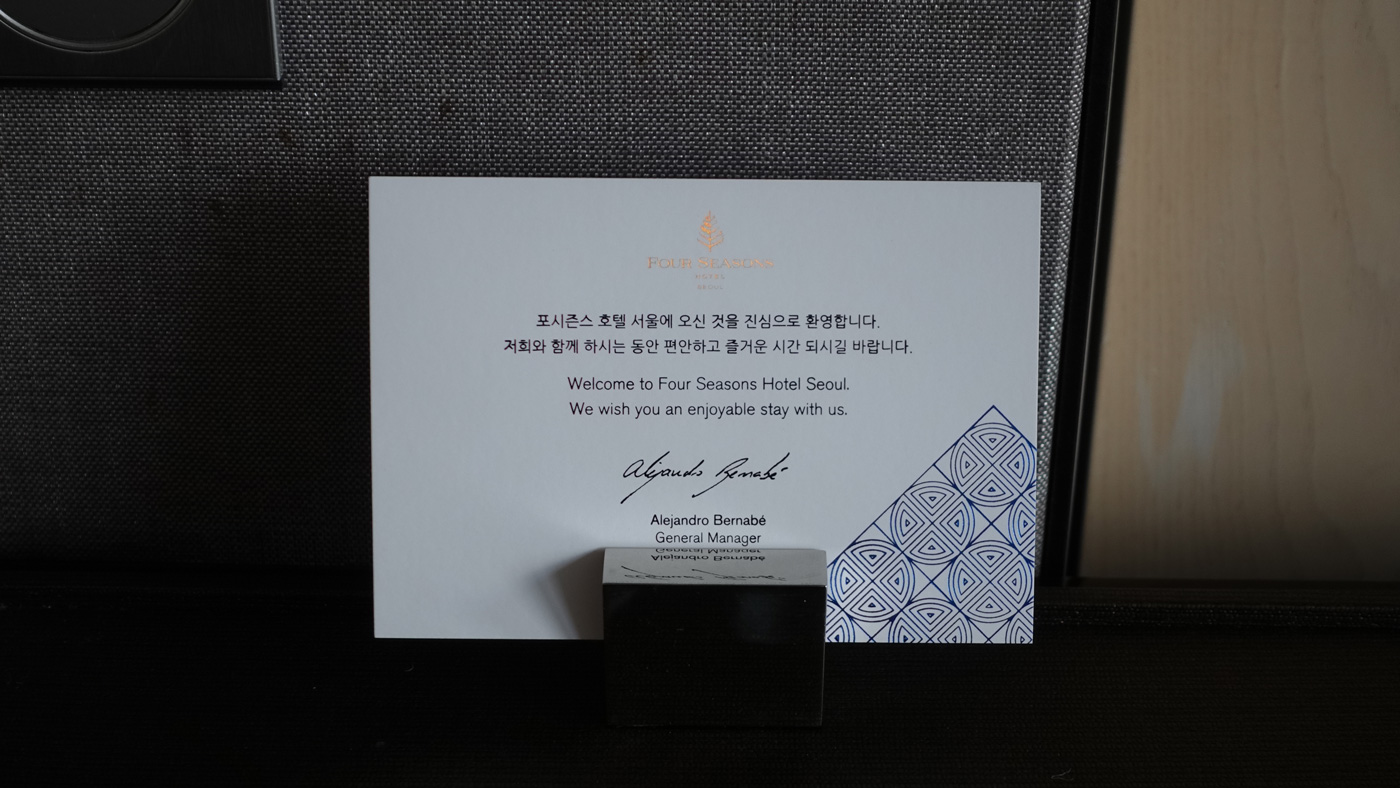 FOUR SEASONS
HOTEL
SEOUL
포시즌스 호텔 서울에 오신 것을 진심으로 환영합니다.
저희와 함께 하시는 동안 편안하고 즐거운 시간 되시길 바랍니다.
Welcome to Four Seasons Hotel Seoul.
We wish you an enjoyable stay with us.
Alejandro Bernabé
Alejandro Bernabé
General Manager